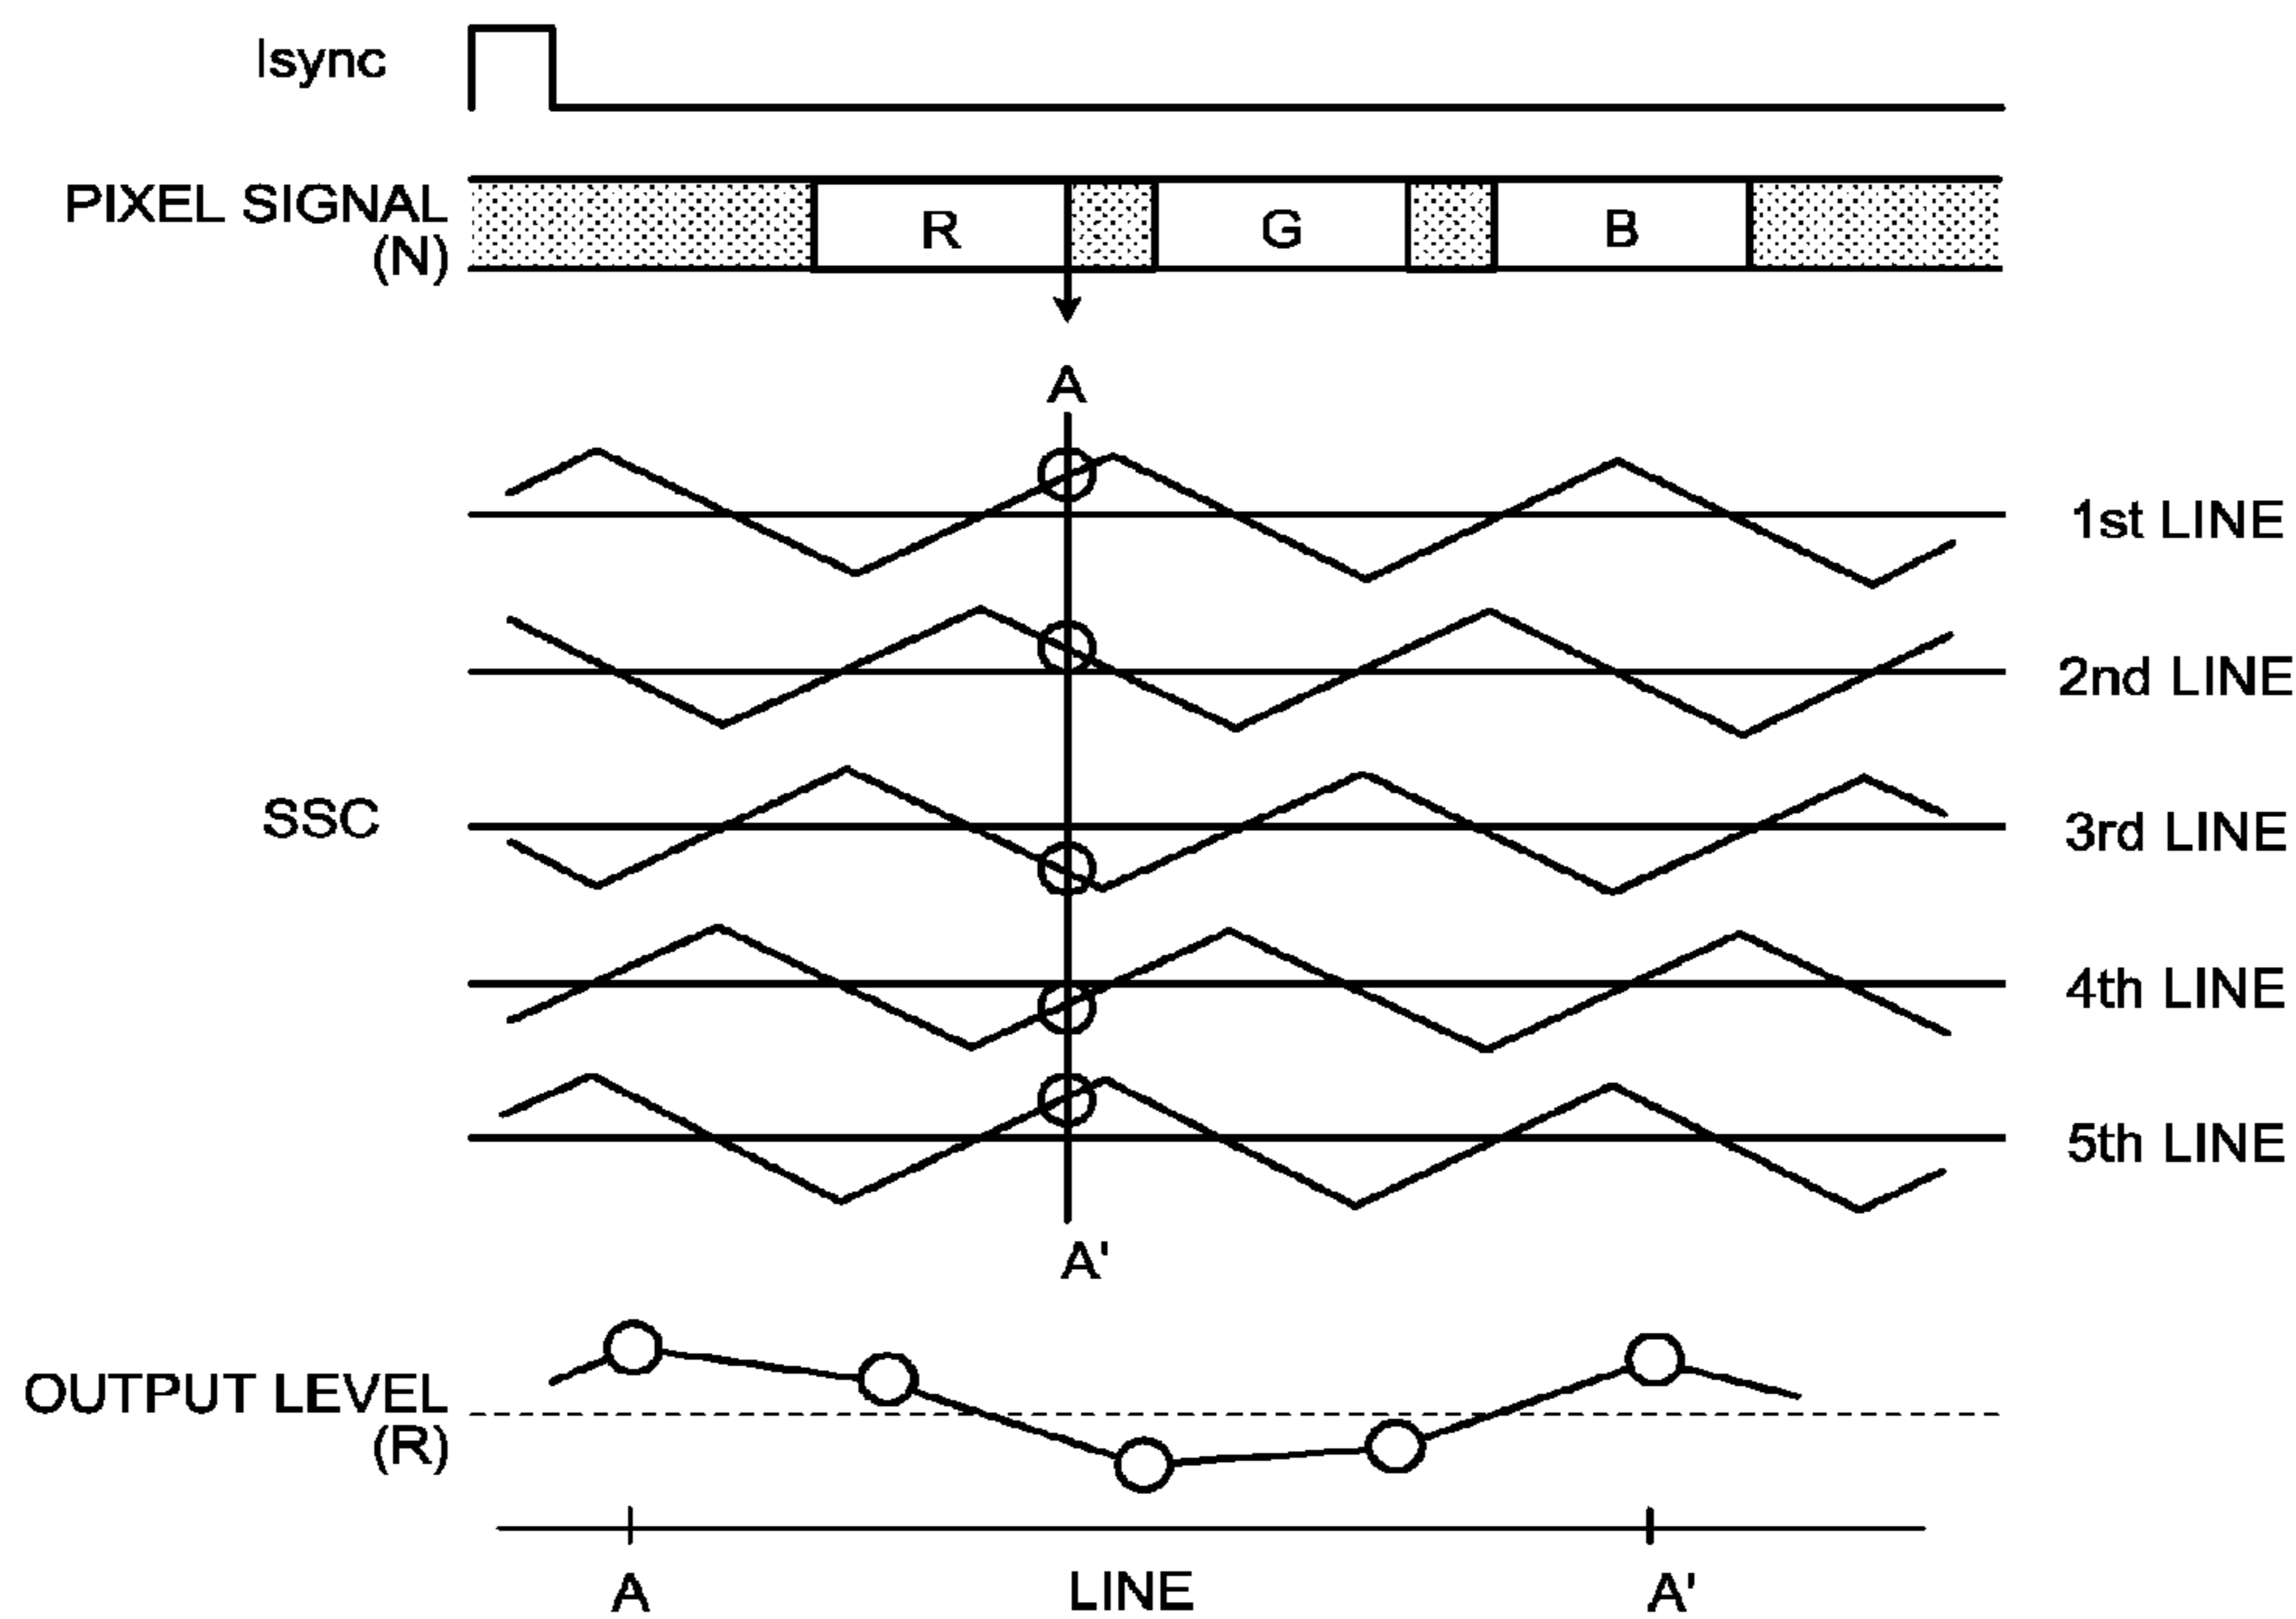 lsync
PIXEL SIGNAL
(N)
R
G
B
A
1st LINE
2nd LINE
SSC
3rd LINE
4th LINE
5th LINE
A'
OUTPUT LEVEL
(R)
A
LINE
A'